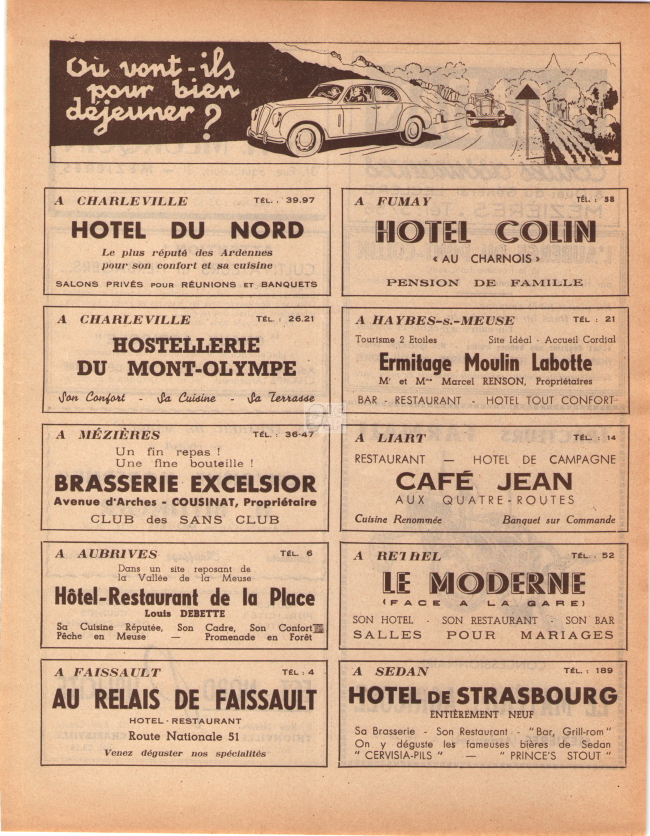 Où vont-ils
pour bien
déjeuner ?
A CHARLEVILLE TÉL. : 39.97
HOTEL DU NORD
Le plus réputé des Ardennes
pour son confort et sa cuisine
SALONS PRIVÉS POUR RÉUNIONS ET BANQUETS
A CHARLEVILLE TÉL. : 26.21
HOSTELLERIE
DU MONT-OLYMPE
Son Confort - Sa Cuisine - Sa Terrasse
A MÉZIÈRES TÉL. : 36-47
Un fin repas !
Une fine bouteille !
BRASSERIE EXCELSIOR
Avenue d'Arches - COUSINAT, Propriétaire
CLUB des SANS CLUB
A AUBRIVES TÉL. 6
Dans un site reposant de
la Vallée de la Meuse
Hôtel-Restaurant de la Place
Louis DEBETTE
Sa Cuisine Réputée, Son Cadre, Son Confort
Pêche en Meuse — Promenade en Forêt
A FAISSAULT TÉL : 4
AU RELAIS DE FAISSAULT
HOTEL-RESTAURANT
Route Nationale 51
Venez déguster nos spécialités
A FUMAY TÉL. : 58
HOTEL COLIN
« AU CHARNOIS »
PENSION DE FAMILLE
A HAYBES-s.-MEUSE TÉL. : 21
Tourisme 2 Etoiles Site Idéal - Accueil Cordial
Ermitage Moulin Labotte
Mr et Mme Marcel RENSON, Propriétaires
BAR - RESTAURANT - HOTEL TOUT CONFORT
A LIART TÉL. : 14
RESTAURANT — HOTEL DE CAMPAGNE
CAFÉ JEAN
AUX QUATRE-ROUTES
Cuisine Renommée Banquet sur Commande
A RETHEL TÉL. : 52
LE MODERNE
(FACE A LA GARE)
SON HOTEL - SON RESTAURANT - SON BAR
SALLES POUR MARIAGES
A SEDAN TÉL. : 189
HOTEL DE STRASBOURG
ENTIÈREMENT NEUF
Sa Brasserie - Son Restaurant - "Bar, Grill-rom"
On y déguste les fameuses bières de Sedan
" CERVISIA-PILS " — " PRINCE'S STOUT "